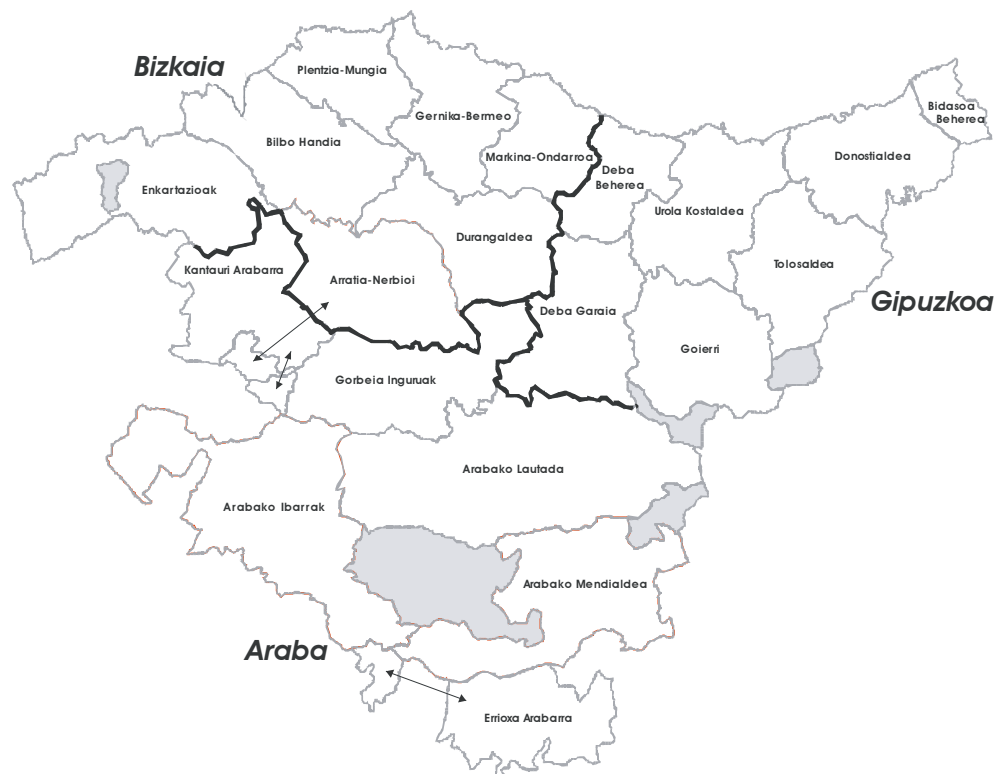 Bizkaia
Plentzia-Mungia
Gernika-Bermeo
Bilbo Handia
Markina-Ondarroa
Bidasoa
Beherea
Donostialdea
Deba
Beherea
Enkartazioak
Urola Kostaldea
Durangaldea
Tolosaldea
Kantauri Arabarra
Arratia-Nerbioi
Gipuzkoa
Deba Garaia
Goierri
Gorbeia Inguruak
Arabako Lautada
Arabako Ibarrak
Arabako Mendialdea
Araba
Errioxa Arabarra